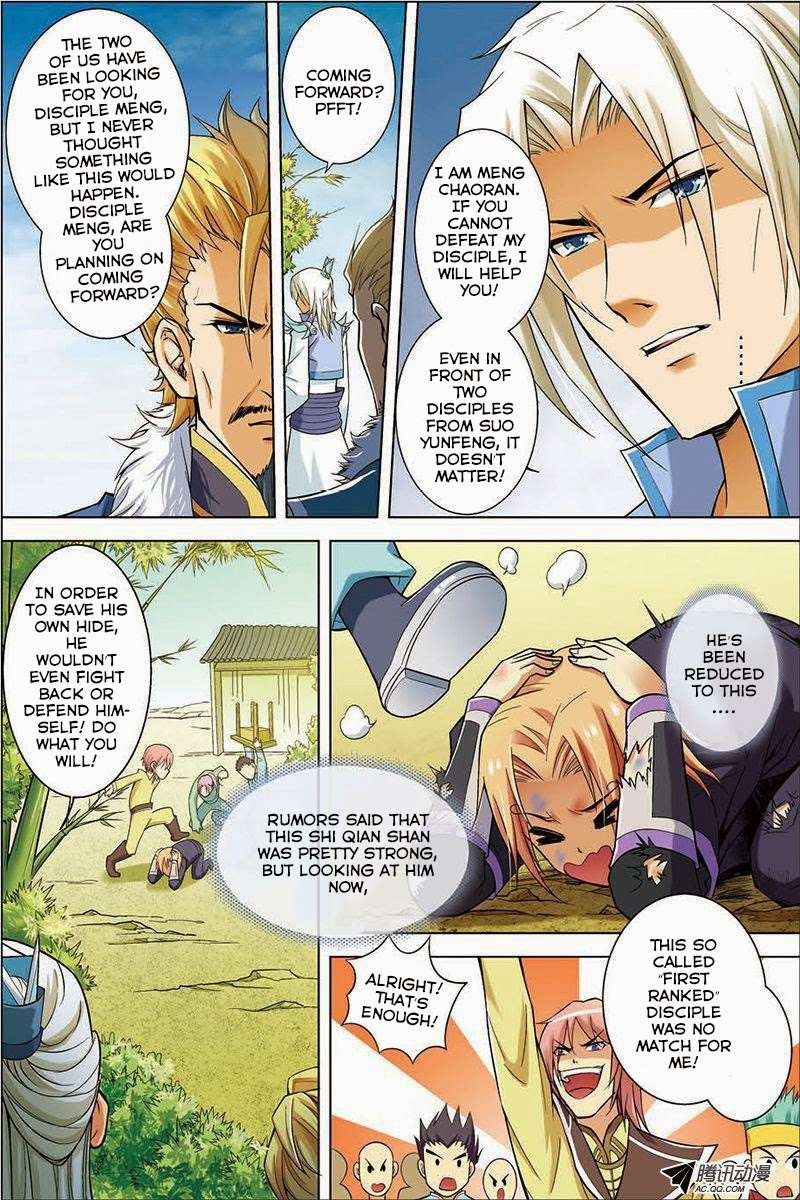 THE TWO
OF US HAVE
BEEN LOOKING
FOR YOU,
DISCIPLE MENG,
BUT I NEVER
THOUGHT
SOMETHING
LIKE THIS WOULD
HAPPEN.
DISCIPLE
MENG, ARE
YOU
PLANNING ON
COMING
FORWARD?
COMING
FORWARD?
PFFT!
I AM MENG
CHAORAN.
IF YOU
CANNOT
DEFEAT MY
DISCIPLE,
I WILL HELP
YOU!
EVEN IN
FRONT OF
TWO
DISCIPLES
FROM SUO
YUNFENG, IT
DOESN'T
MATTER!
IN ORDER
TO SAVE HIS
OWN HIDE,
HE
WOULDN'T
EVEN FIGHT
BACK OR
DEFEND HIM-
SELF! DO
WHAT YOU
WILL!
HE'S
BEEN
REDUCED
TO THIS
....
RUMORS SAID THAT
THIS SHI QIAN SHAN
WAS PRETTY STRONG,
BUT LOOKING AT HIM
NOW,
ALRIGHT!
THAT'S
ENOUGH!
THIS SO
CALLED
"FIRST
RANKED"
DISCIPLE
WAS NO
MATCH FOR
ME!
腾讯动漫
AC.QQ.COM